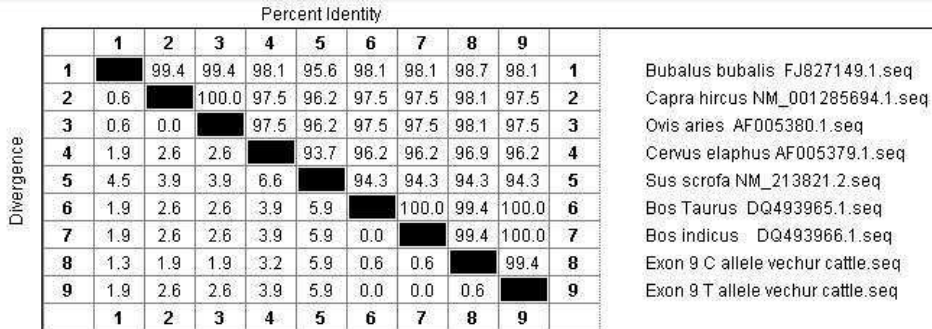 Percent Identity
1 2 3 4 5 6 7 8 9
1 99.4 99.4 98.1 95.6 98.1 98.1 98.7 98.1 1 Bubalus bubalis FJ827149.1.seq
2 0.6 100.0 97.5 96.2 97.5 97.5 98.1 97.5 2 Capra hircus NM_001285694.1.seq
3 0.6 0.0 97.5 96.2 97.5 97.5 98.1 97.5 3 Ovis aries AF005380.1.seq
4 1.9 2.6 2.6 93.7 96.2 96.2 96.9 96.2 4 Cervus elaphus AF005379.1.seq
5 4.5 3.9 3.9 6.6 94.3 94.3 94.3 94.3 5 Sus scrofa NM_213821.2.seq
6 1.9 2.6 2.6 3.9 5.9 100.0 99.4 100.0 6 Bos Taurus DQ493965.1.seq
7 1.9 2.6 2.6 3.9 5.9 0.0 99.4 100.0 7 Bos indicus DQ493966.1.seq
8 1.3 1.9 1.9 3.2 5.9 0.6 0.6 99.4 8 Exon 9 C allele vechur cattle.seq
9 1.9 2.6 2.6 3.9 5.9 0.0 0.0 0.6 9 Exon 9 T allele vechur cattle.seq
1 2 3 4 5 6 7 8 9
Divergence